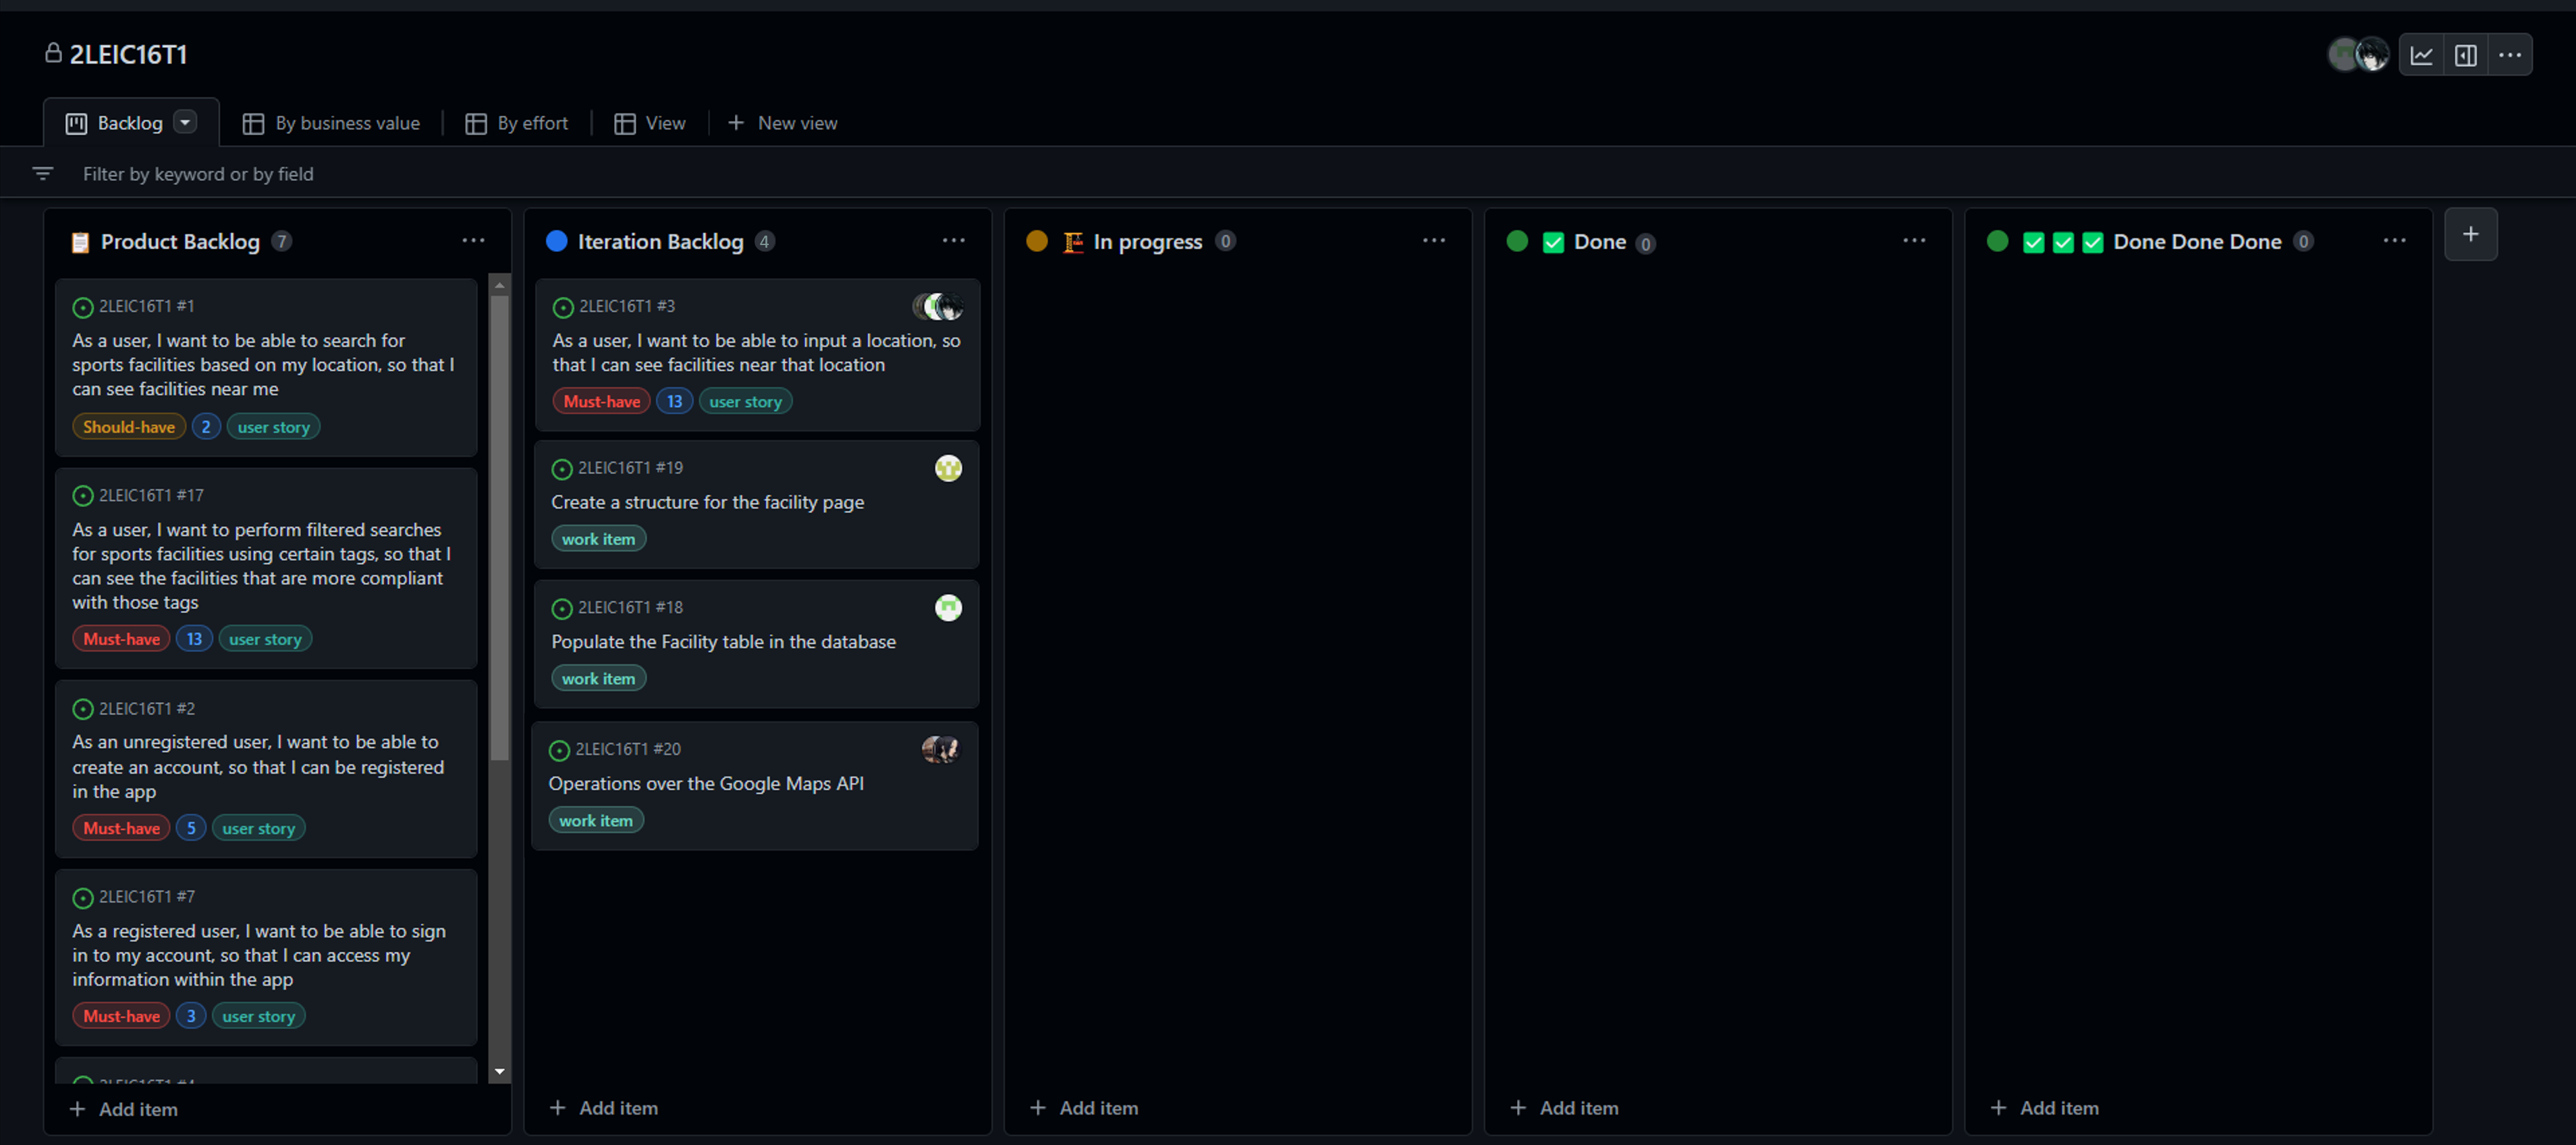 2LEIC16T1
Backlog
By business value
By effort
View
New view
Filter by keyword or by field
Product Backlog 7
2LEIC16T1 #1
As a user, I want to be able to search for
sports facilities based on my location, so that I
can see facilities near me
Should-have 2 user story
2LEIC16T1 #17
As a user, I want to perform filtered searches
for sports facilities using certain tags, so that I
can see the facilities that are more compliant
with those tags
Must-have 13 user story
2LEIC16T1 #2
As an unregistered user, I want to be able to
create an account, so that I can be registered
in the app
Must-have 5 user story
2LEIC16T1 #7
As a registered user, I want to be able to sign
in to my account, so that I can access my
information within the app
Must-have 3 user story
Add item
Iteration Backlog 4
2LEIC16T1 #3
As a user, I want to be able to input a location, so
that I can see facilities near that location
Must-have 13 user story
2LEIC16T1 #19
Create a structure for the facility page
work item
2LEIC16T1 #18
Populate the Facility table in the database
work item
2LEIC16T1 #20
Operations over the Google Maps API
work item
Add item
In progress 0
Add item
Done 0
Add item
Done Done Done 0
Add item